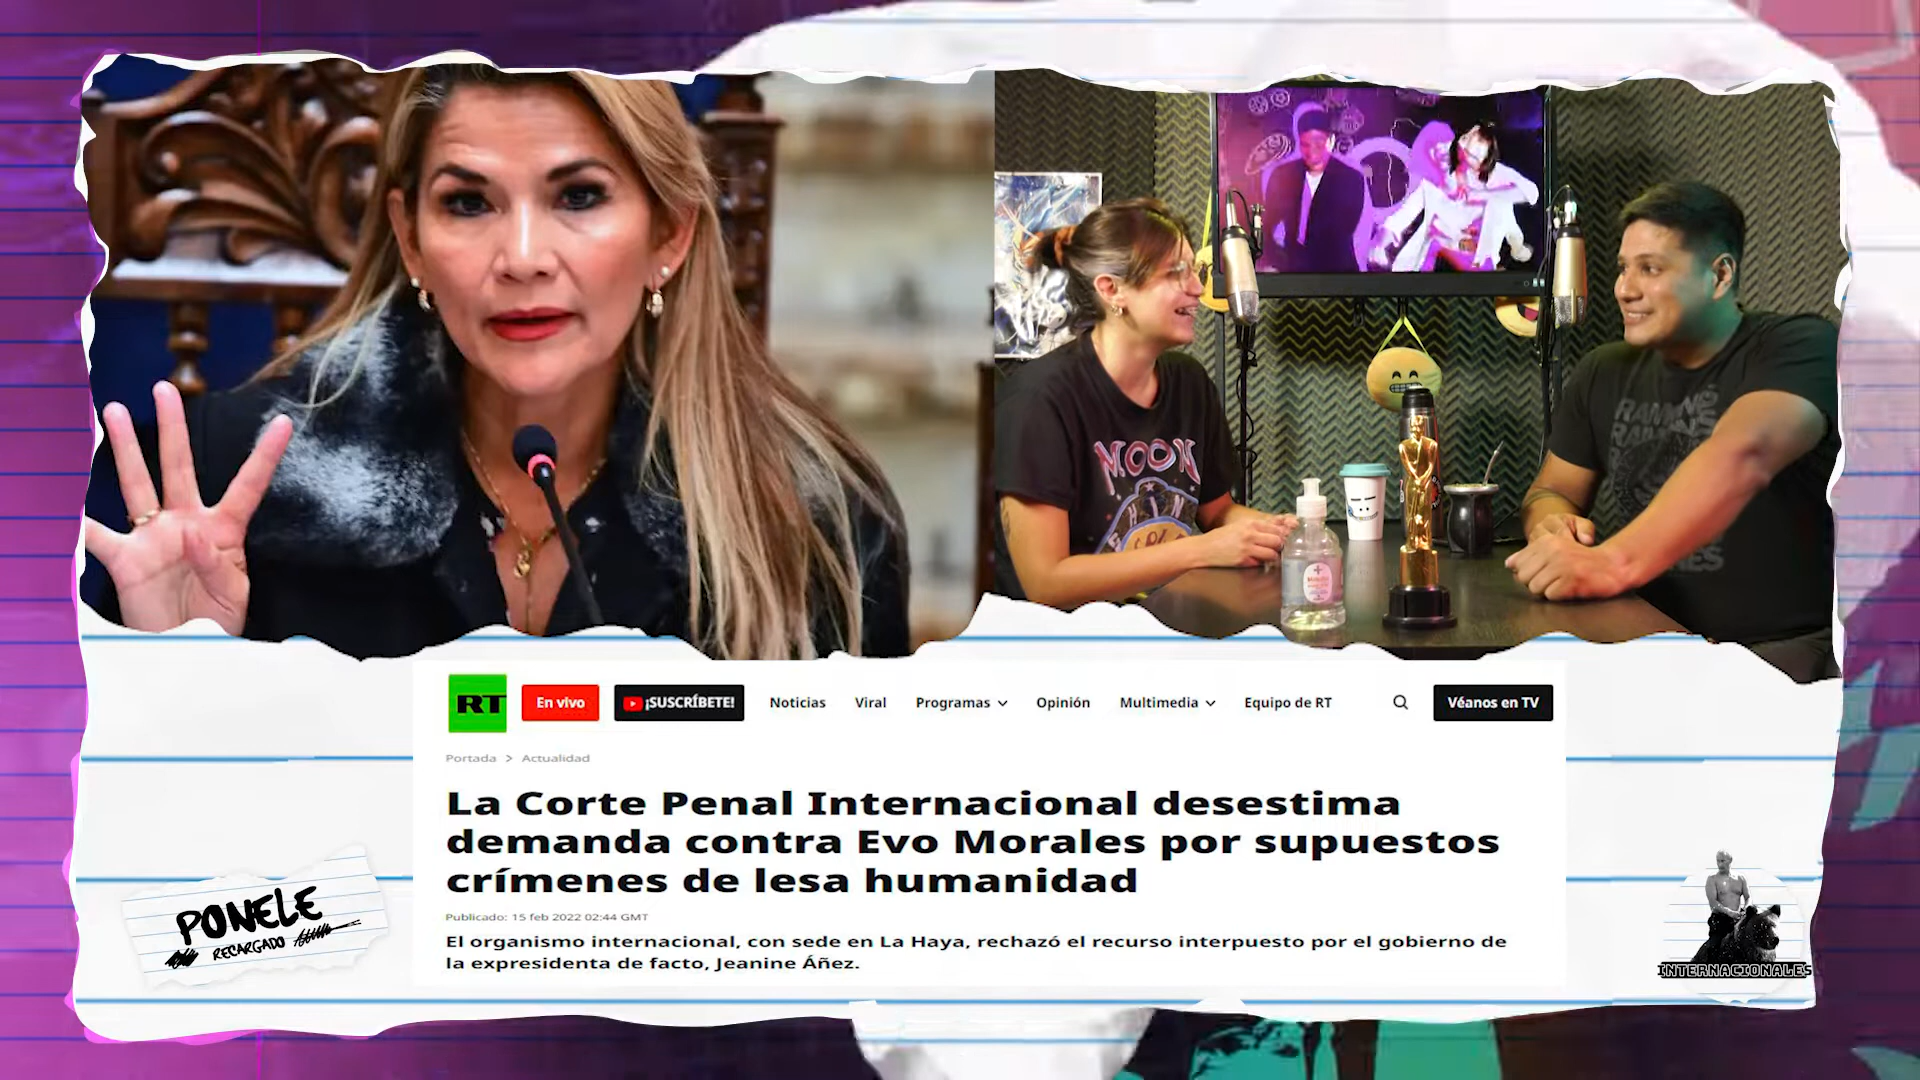 MOON
RT
En vivo
¡SUSCRÍBETE!
Noticias
Viral
Programas
Opinión
Multimedia
Equipo de RT
Véanos en TV
Portada > Actualidad
La Corte Penal Internacional desestima
demanda contra Evo Morales por supuestos
crímenes de lesa humanidad
Publicado: 15 feb 2022 02:44 GMT
El organismo internacional, con sede en La Haya, rechazó el recurso interpuesto por el gobierno de
la expresidenta de facto, Jeanine Áñez.
PONELE
RECARGADO
INTERNACIONALES